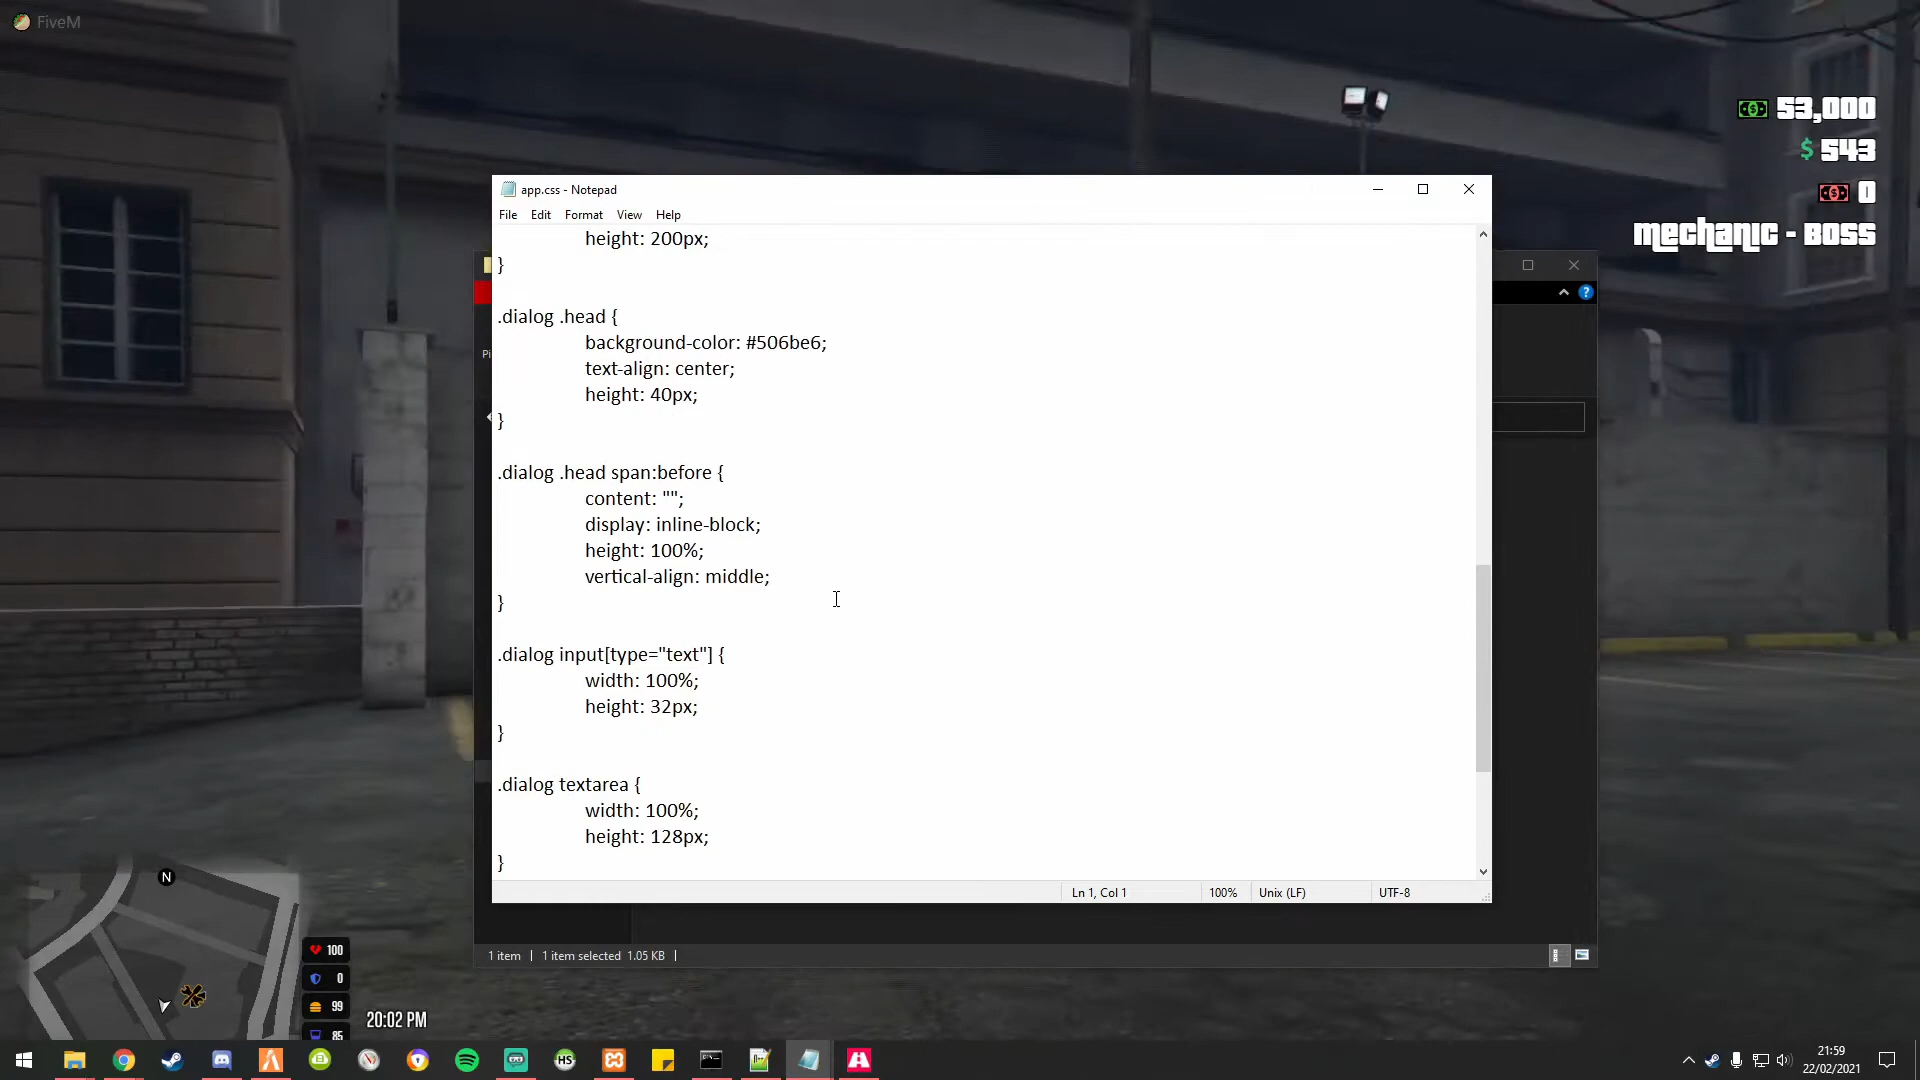 FiveM
53,000
$ 543
0
mechanic - Boss
app.css - Notepad
File Edit Format View Help
height: 200px;
}
.dialog .head {
background-color: #506be6;
text-align: center;
height: 40px;
}
.dialog .head span:before {
content: "";
display: inline-block;
height: 100%;
vertical-align: middle;
}
.dialog input[type="text"] {
width: 100%;
height: 32px;
}
.dialog textarea {
width: 100%;
height: 128px;
}
Ln 1, Col 1 100% Unix (LF) UTF-8
Pi
?
1 item 1 item selected 1.05 KB
N
100
0
99
85
20:02 PM
HS
21:59
22/02/2021